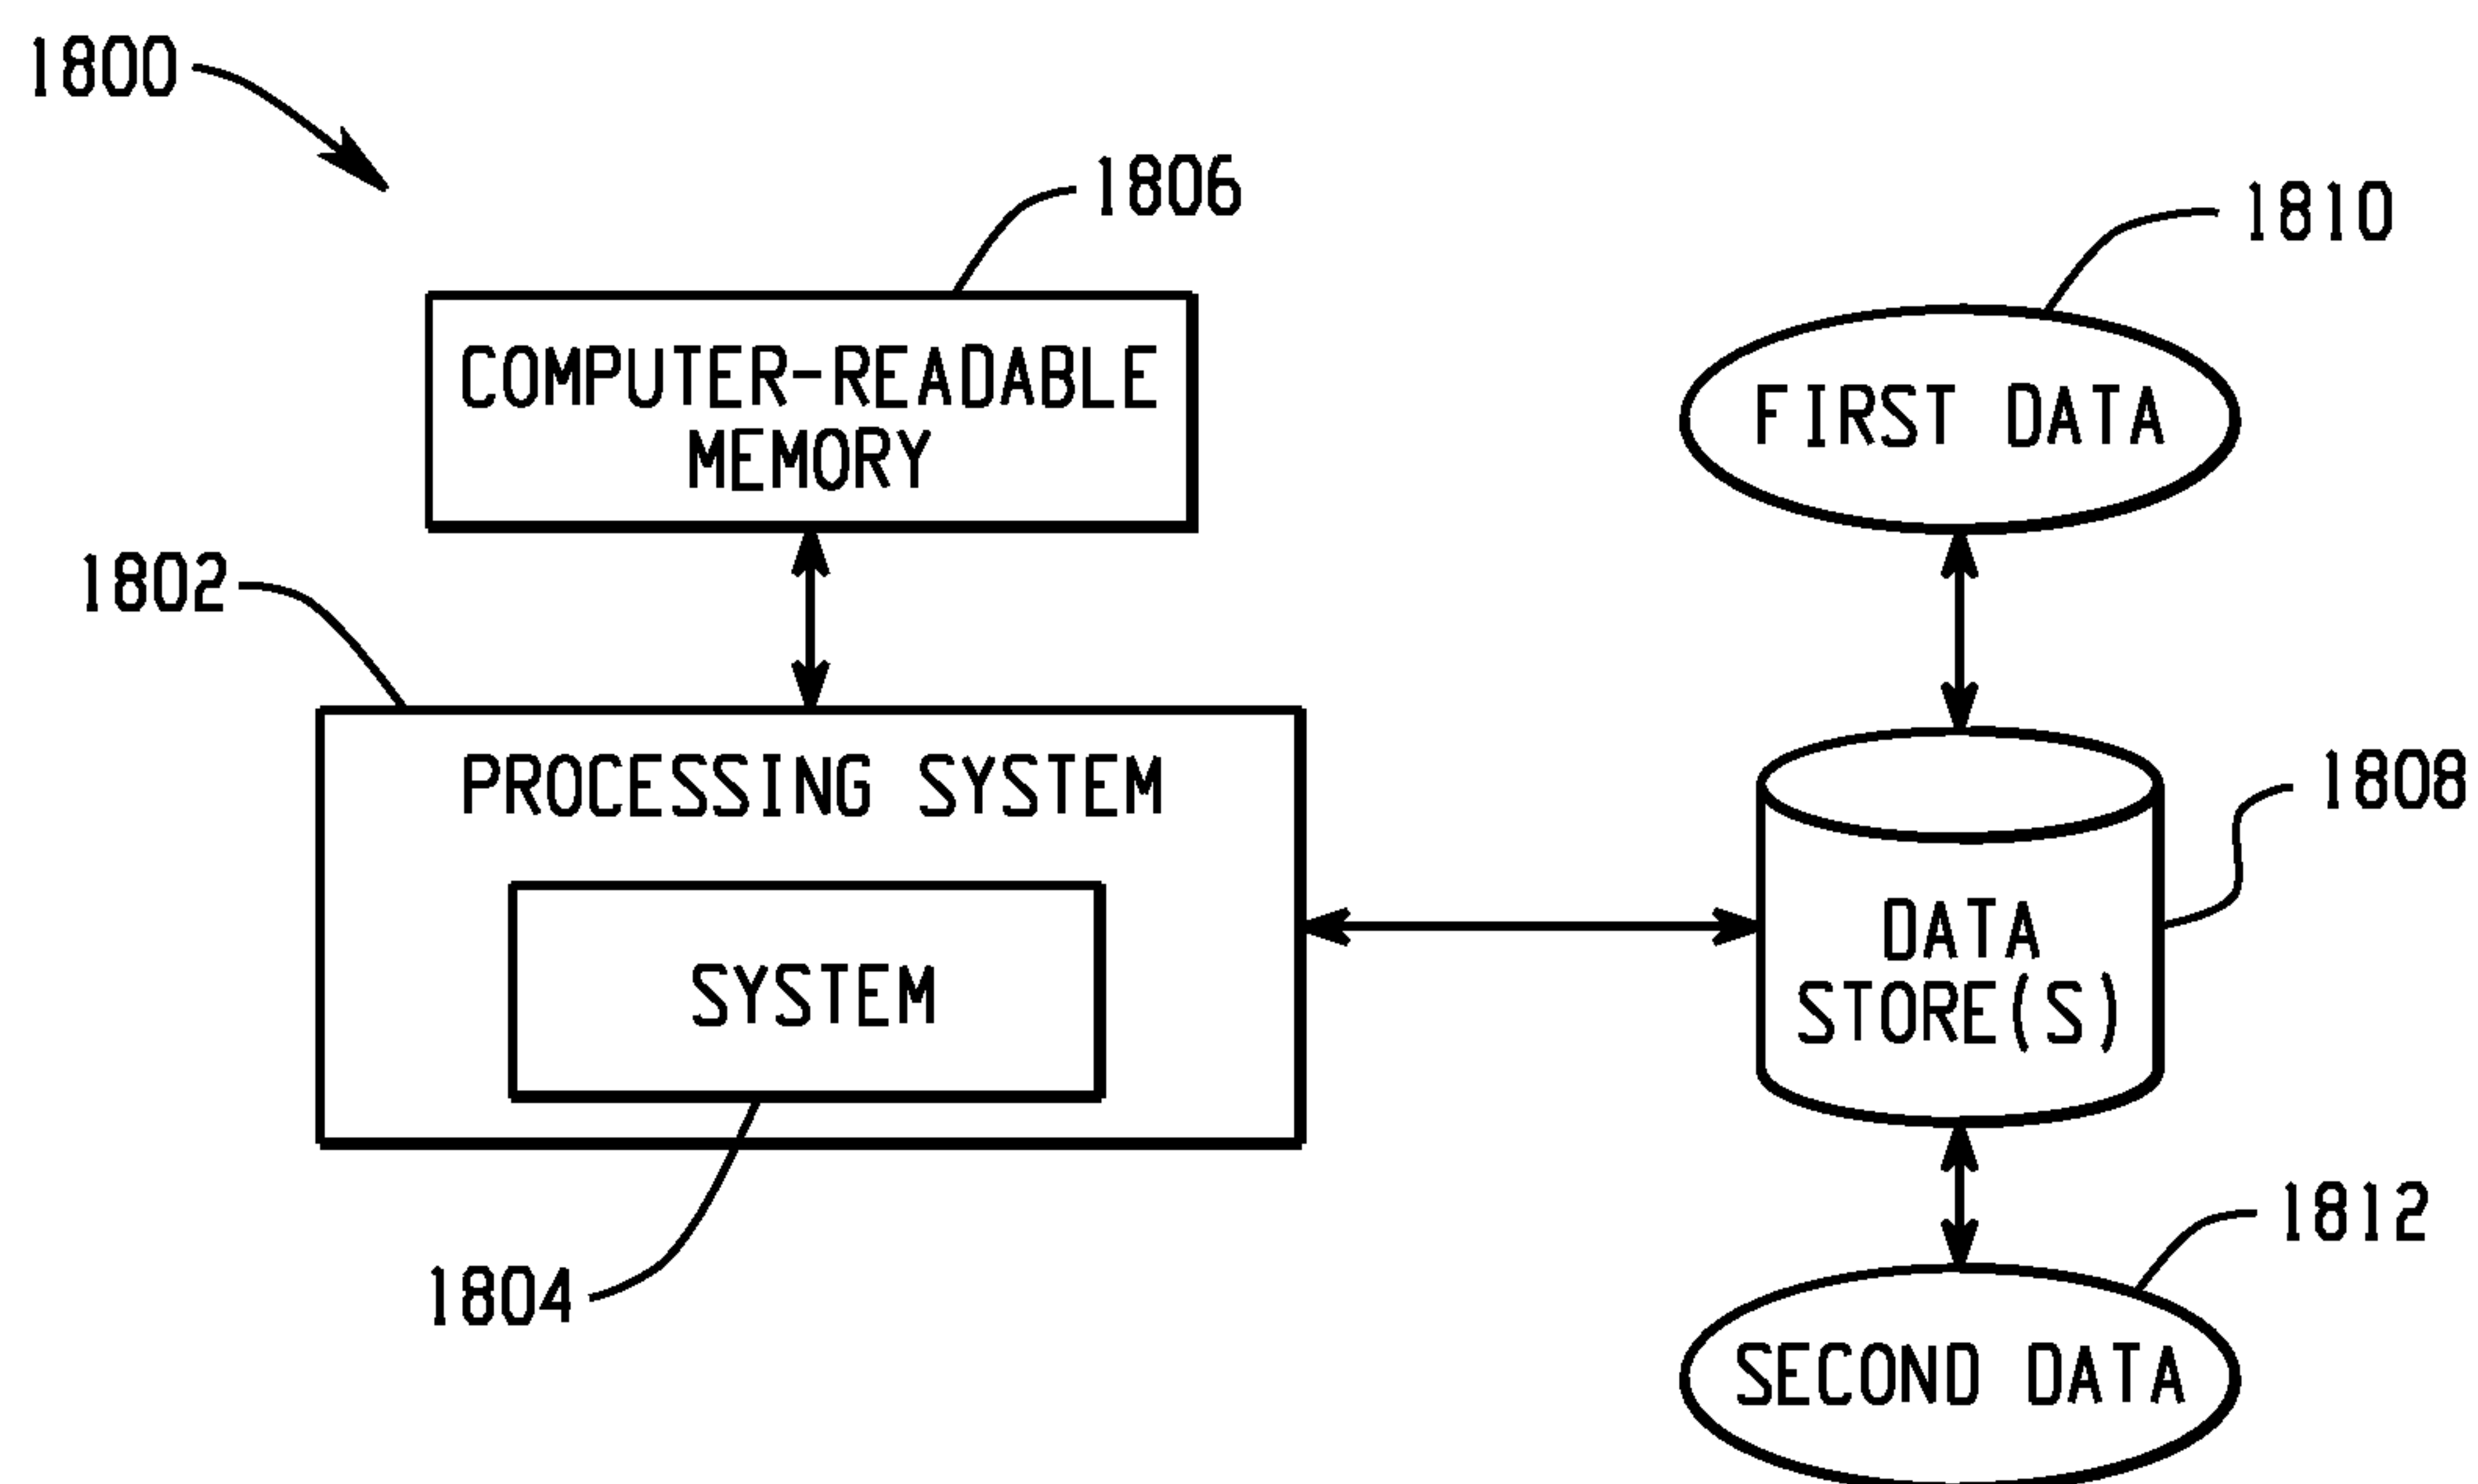 1800
1806
1810
COMPUTER-READABLE
MEMORY
FIRST DATA
1802
PROCESSING SYSTEM
1808
DATA
STORE(S)
SYSTEM
1812
1804
SECOND DATA